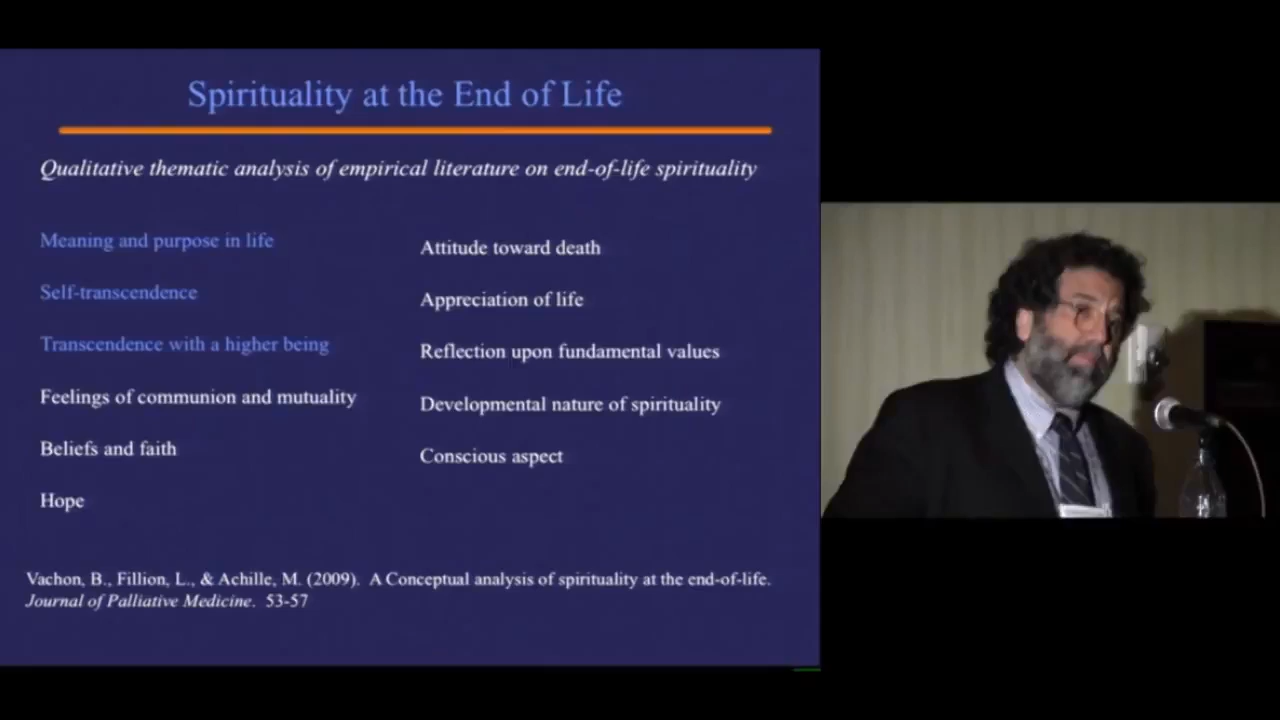 Spirituality at the End of Life
Qualitative thematic analysis of empirical literature on end-of-life spirituality
Meaning and purpose in life
Self-transcendence
Transcendence with a higher being
Feelings of communion and mutuality
Beliefs and faith
Hope
Attitude toward death
Appreciation of life
Reflection upon fundamental values
Developmental nature of spirituality
Conscious aspect
Vachon, B., Fillion, L., & Achille, M. (2009). A Conceptual analysis of spirituality at the end-of-life.
Journal of Palliative Medicine. 53-57